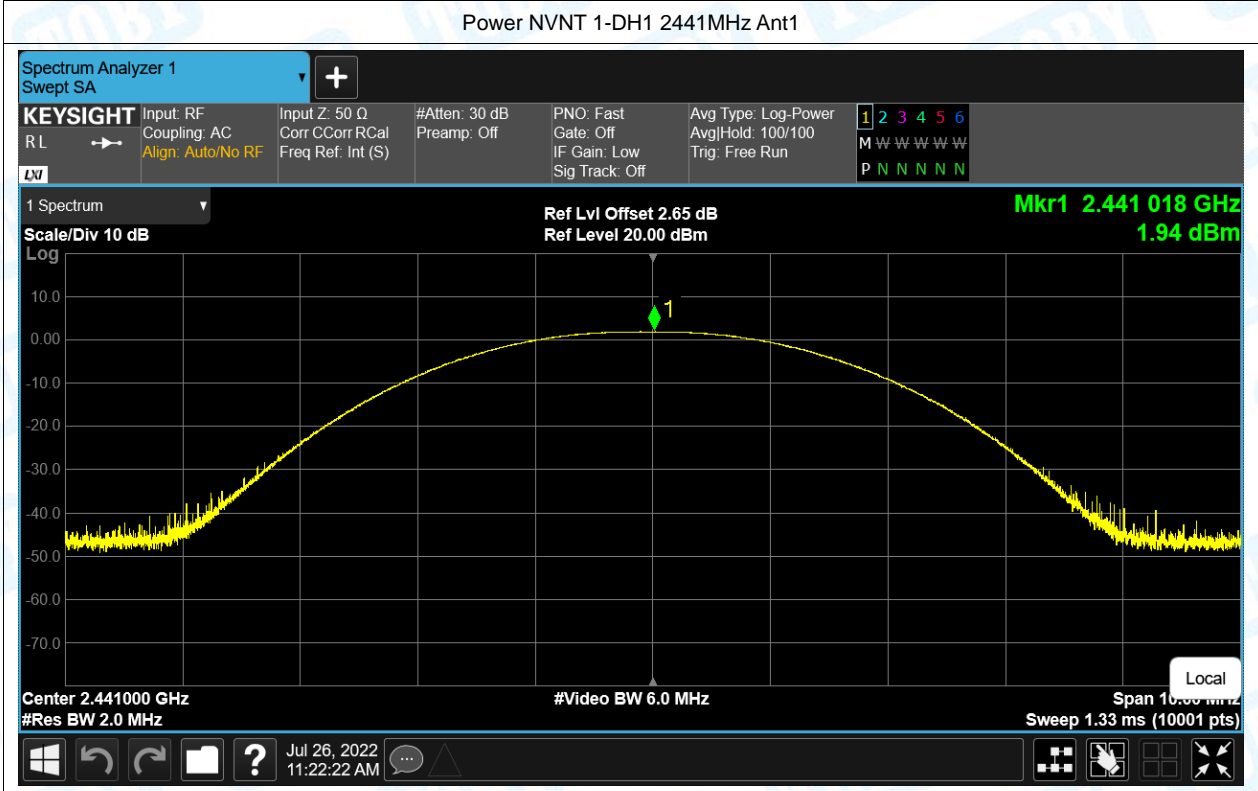 Power NVNT 1-DH1 2441MHz Ant1
Spectrum Analyzer 1
Swept SA
KEYSIGHT
RL
LXI
Input: RF
Coupling: AC
Align: Auto/No RF
Input Z: 50 Ω
Corr CCorr RCal
Freq Ref: Int (S)
#Atten: 30 dB
Preamp: Off
PNO: Fast
Gate: Off
IF Gain: Low
Sig Track: Off
Avg Type: Log-Power
Avg|Hold: 100/100
Trig: Free Run
1 2 3 4 5 6
M W W W W W
P N N N N N
1 Spectrum
Scale/Div 10 dB
Log
Ref Lvl Offset 2.65 dB
Ref Level 20.00 dBm
Mkr1 2.441 018 GHz
1.94 dBm
1
10.0
0.00
-10.0
-20.0
-30.0
-40.0
-50.0
-60.0
-70.0
Center 2.441000 GHz
#Res BW 2.0 MHz
#Video BW 6.0 MHz
Local
Span 10.00 MHz
Sweep 1.33 ms (10001 pts)
?
Jul 26, 2022
11:22:22 AM